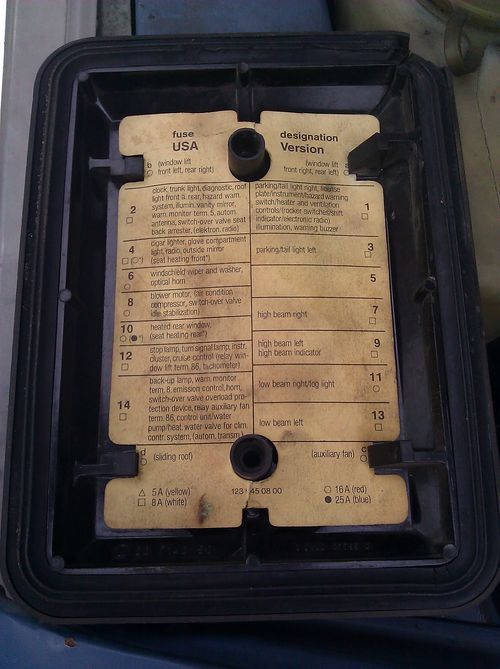 fuse designation
USA Version
b (window lift
front left, rear right)
(window lift
front right, rear left)
2 clock, trunk light, diagnostic, roof
light front & rear, hazard warn.
system, illumin. vanity mirror,
warn. monitor term. 5, autom.
antenna, switch-over valve seat
back arrester, (elektron. radio)
parking/tail light right, license
plate/instrument/hazard warning
switch/heater and ventilation
controls/(rocker switches/shift
indicator/electronic radio)
illumination, warning buzzer
1
4 cigar lighter, glove compartment
light, radio, outside mirror
(seat heating front*)
parking/tail light left 3
6 windschield wiper and washer,
optical horn
5
8 blower motor, air condition
compressor, switch-over valve
idle stabilization)
high beam right 7
10 heated rear window,
(seat heating rear*)
high beam left
high beam indicator
9
12 stop lamp, turn signal lamp, instr.
cluster, cruise control (relay win-
dow lift term. 86, tachometer)
low beam right/fog light 11
14 back-up lamp, warn. monitor
term. 8, emission control, horn,
switch-over valve overload pro-
tection device, relay auxiliary fan
term. 86, control unit/water
pump/heat. water valve for clim.
contr. system, (autom. transm.)
low beam left 13
(sliding roof) (auxiliary fan)
△ 5 A (yellow)
□ 8 A (white)
45 08 00
○ 16 A (red)
● 25 A (blue)